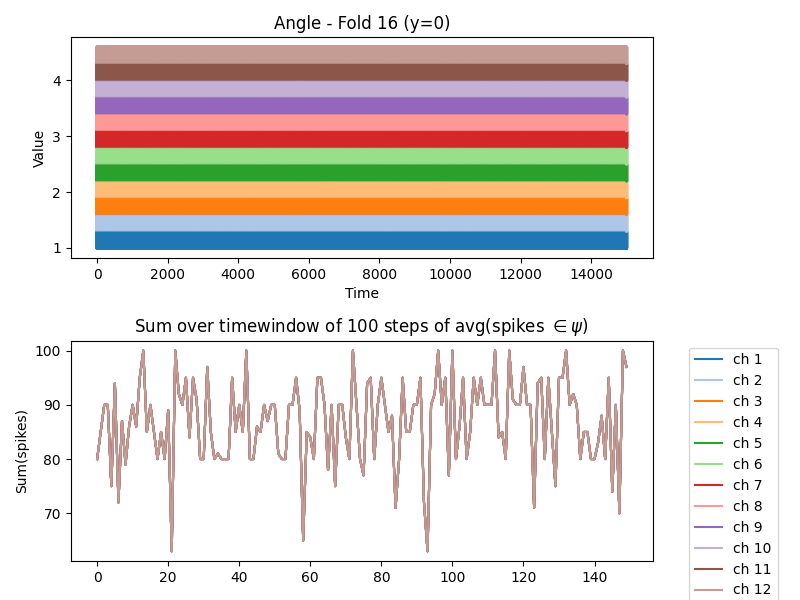 Angle - Fold 16 (y=0)
Value
4
3
2
1
0 2000 4000 6000 8000 10000 12000 14000
Time
Sum over timewindow of 100 steps of avg(spikes ∈ ψ)
Sum(spikes)
100
90
80
70
0 20 40 60 80 100 120 140
ch 1
ch 2
ch 3
ch 4
ch 5
ch 6
ch 7
ch 8
ch 9
ch 10
ch 11
ch 12